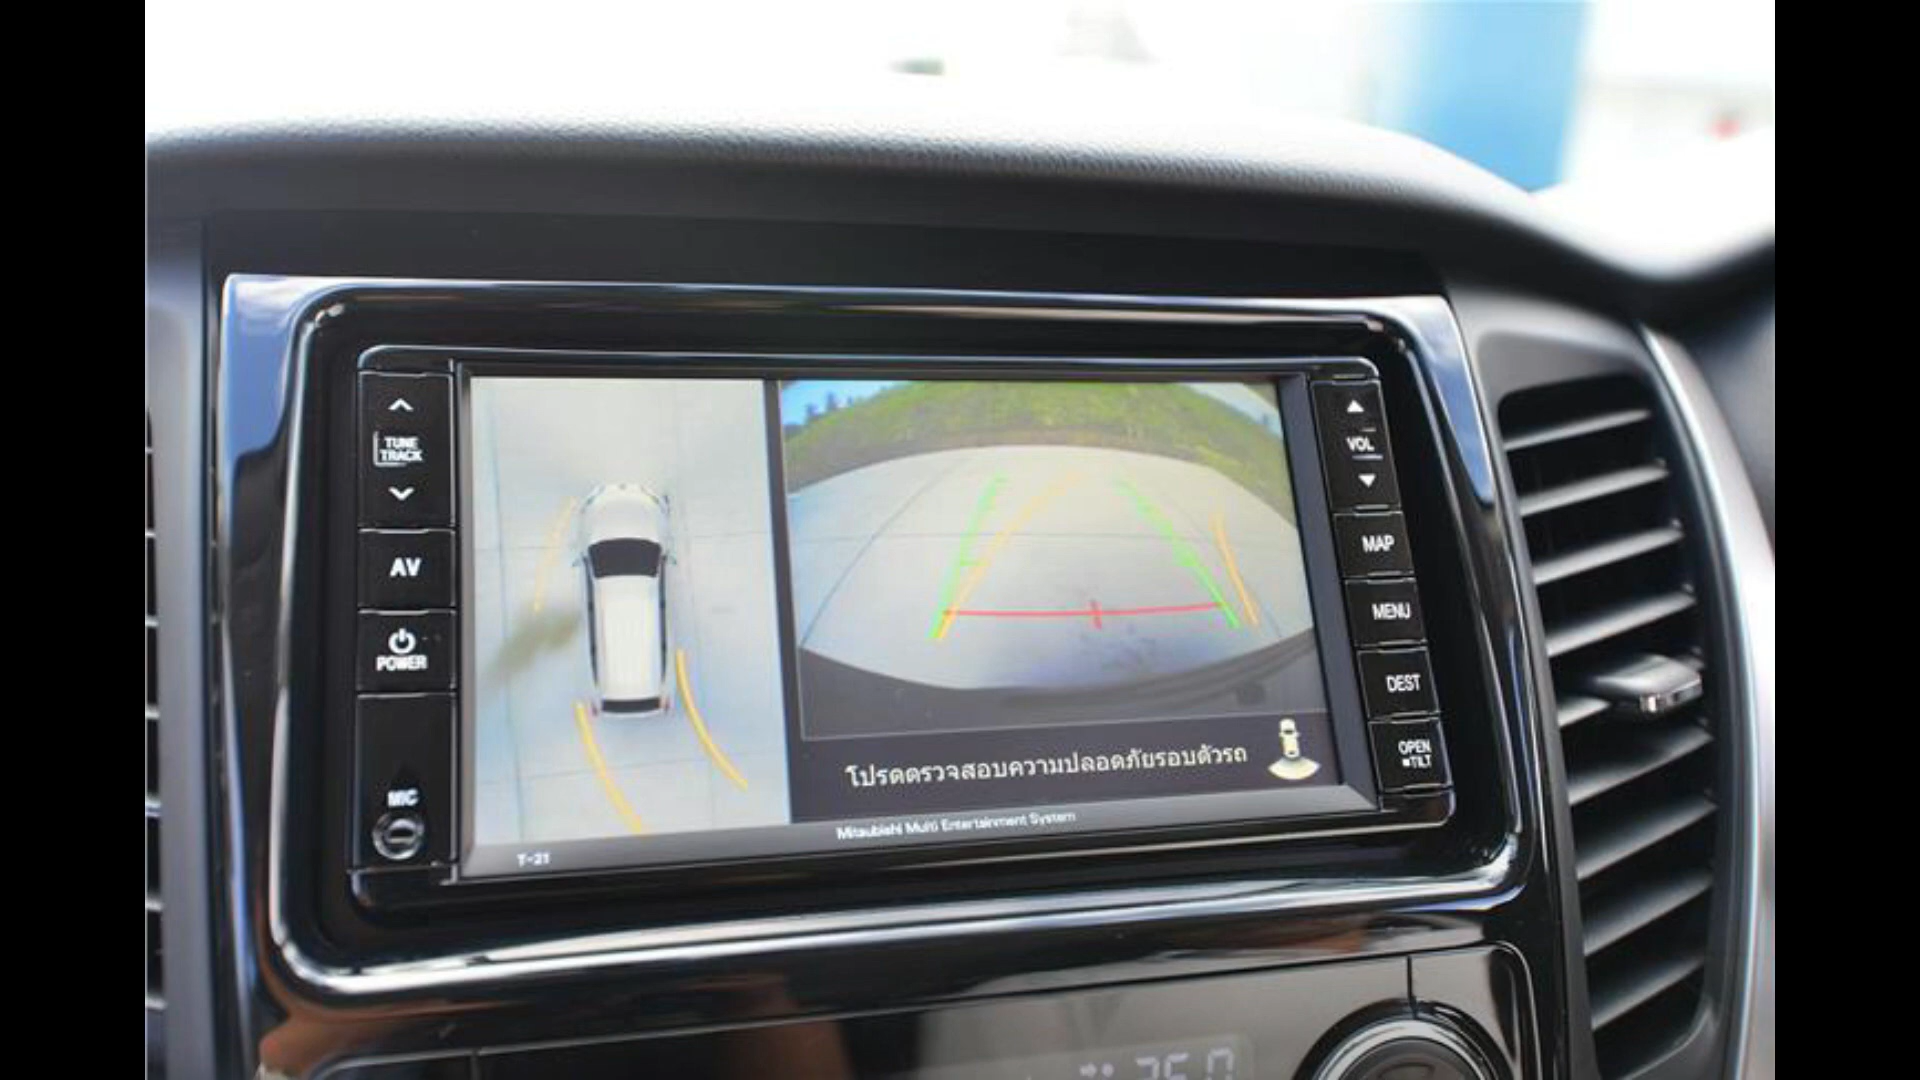 TUNE
TRACK
AV
POWER
MIC
T-21
VOL
MAP
MENU
DEST
OPEN
TILT
โปรดตรวจสอบความปลอดภัยรอบตัวรถ
Mitsubishi Multi Entertainment System